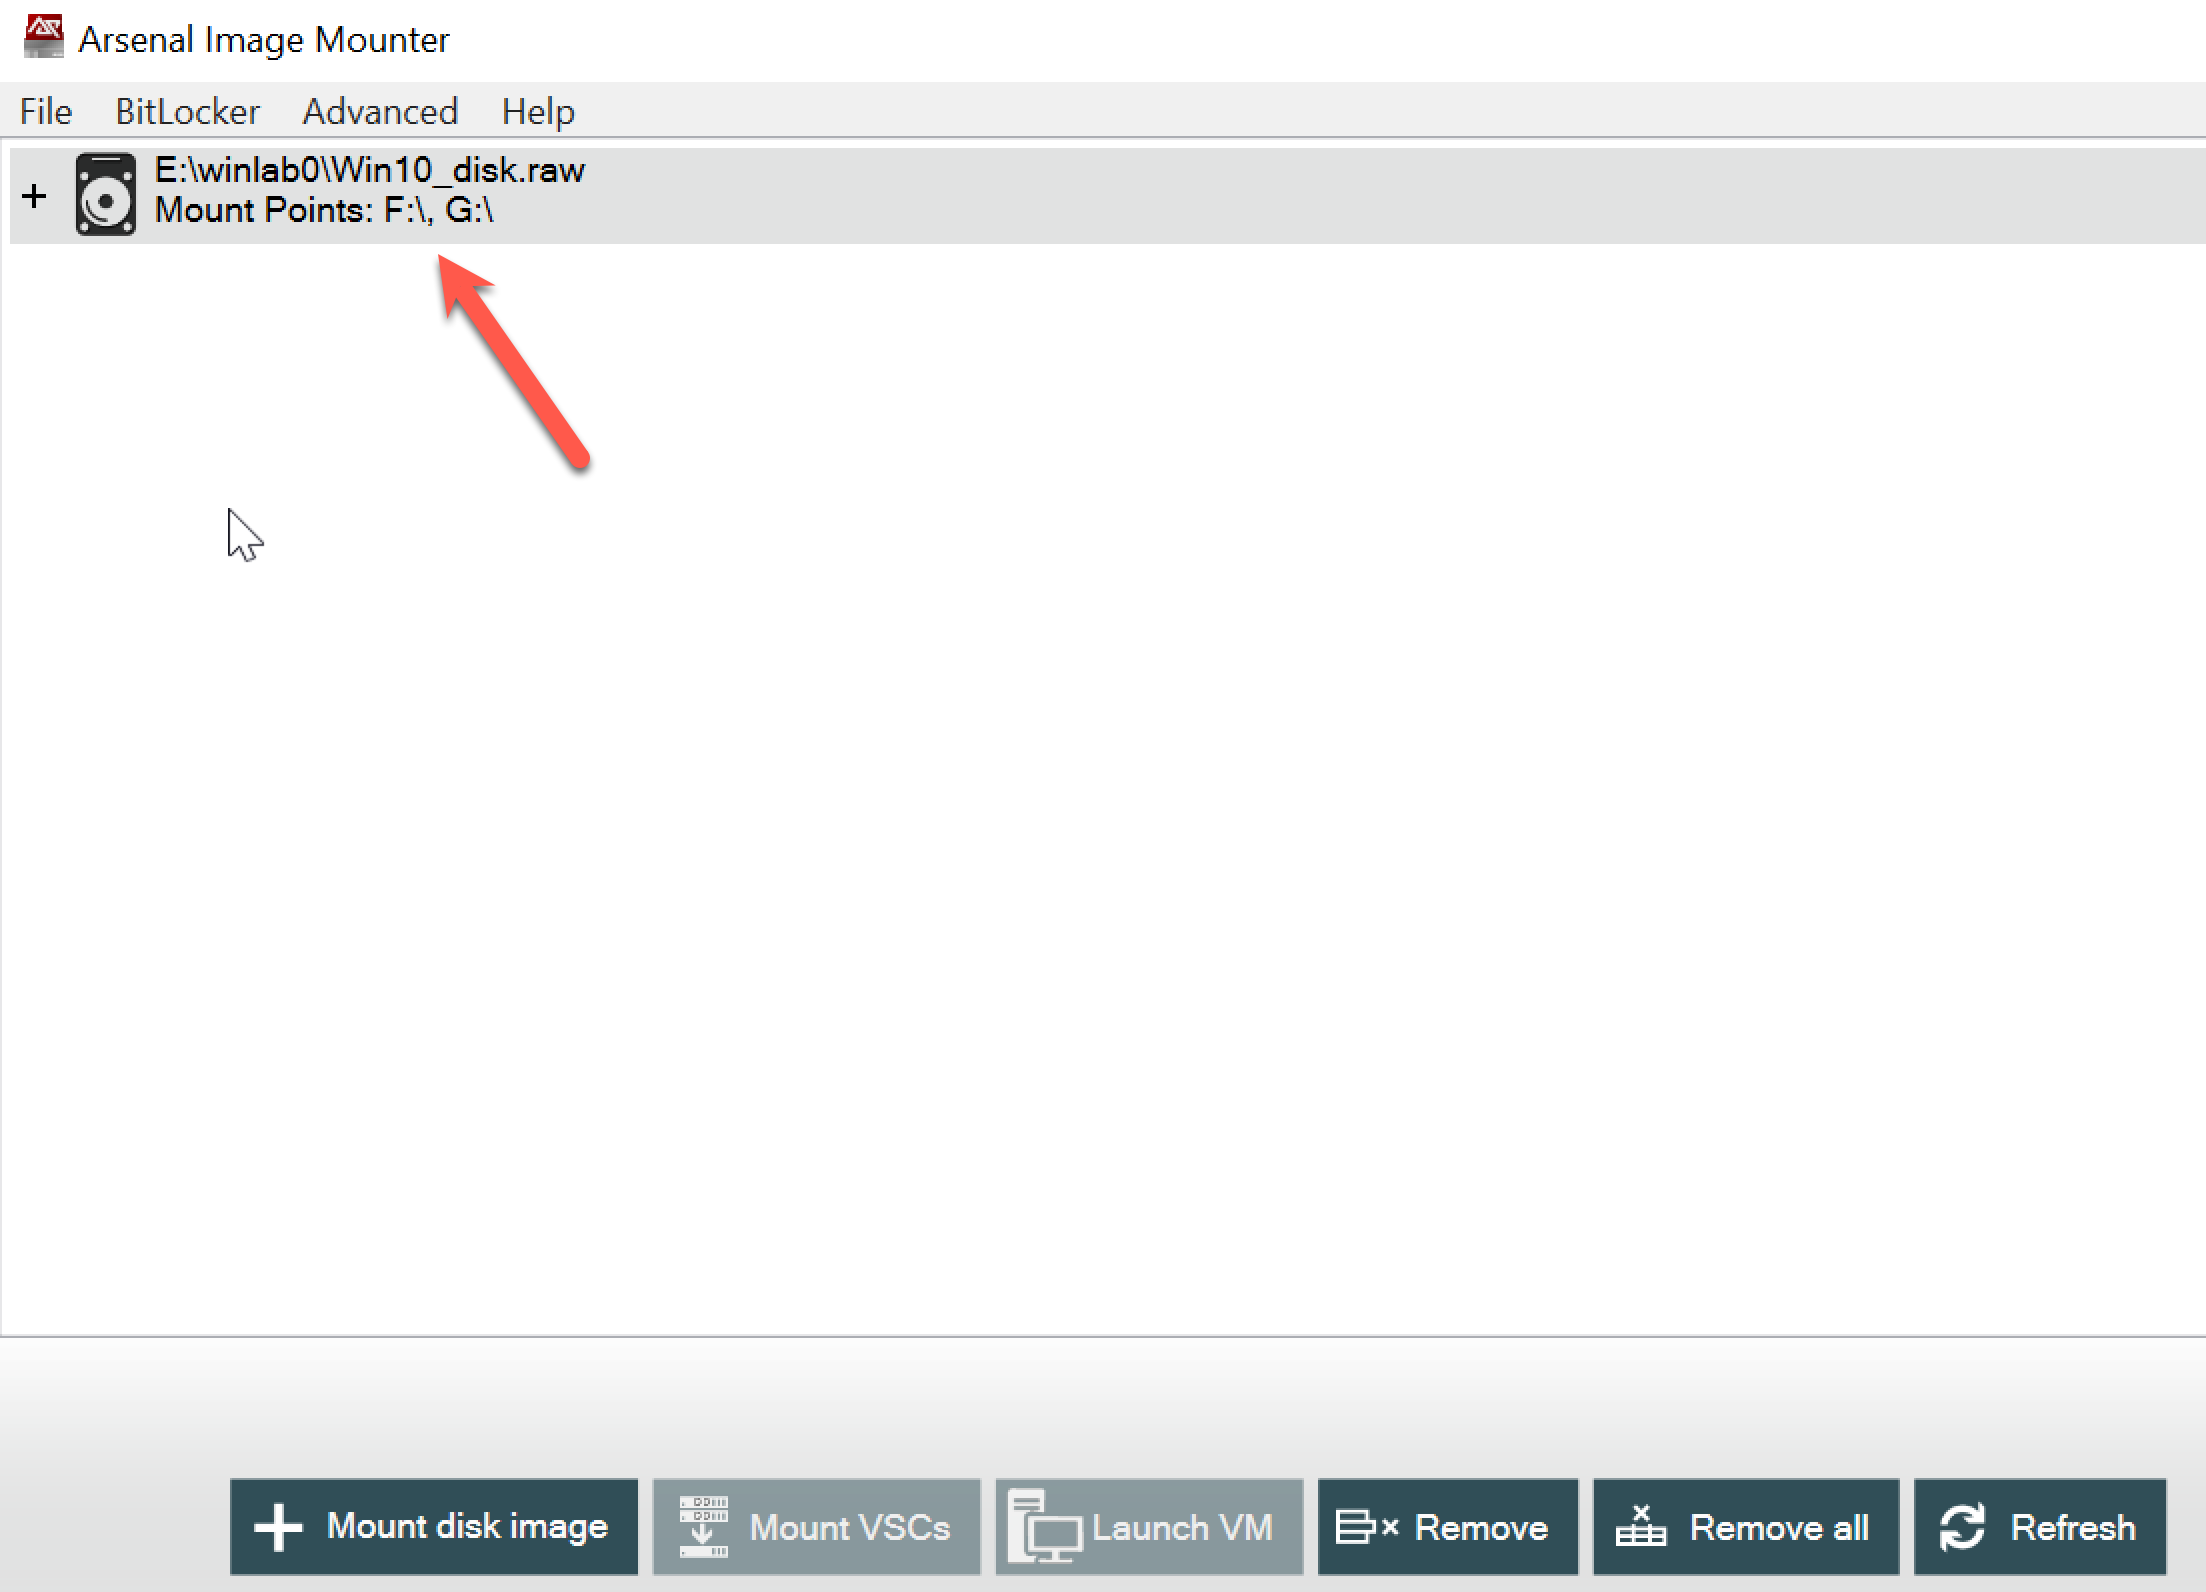 Arsenal Image Mounter
File BitLocker Advanced Help
E:\winlab0\Win10_disk.raw
Mount Points: F:\, G:\
Mount disk image Mount VSCs Launch VM Remove Remove all Refresh